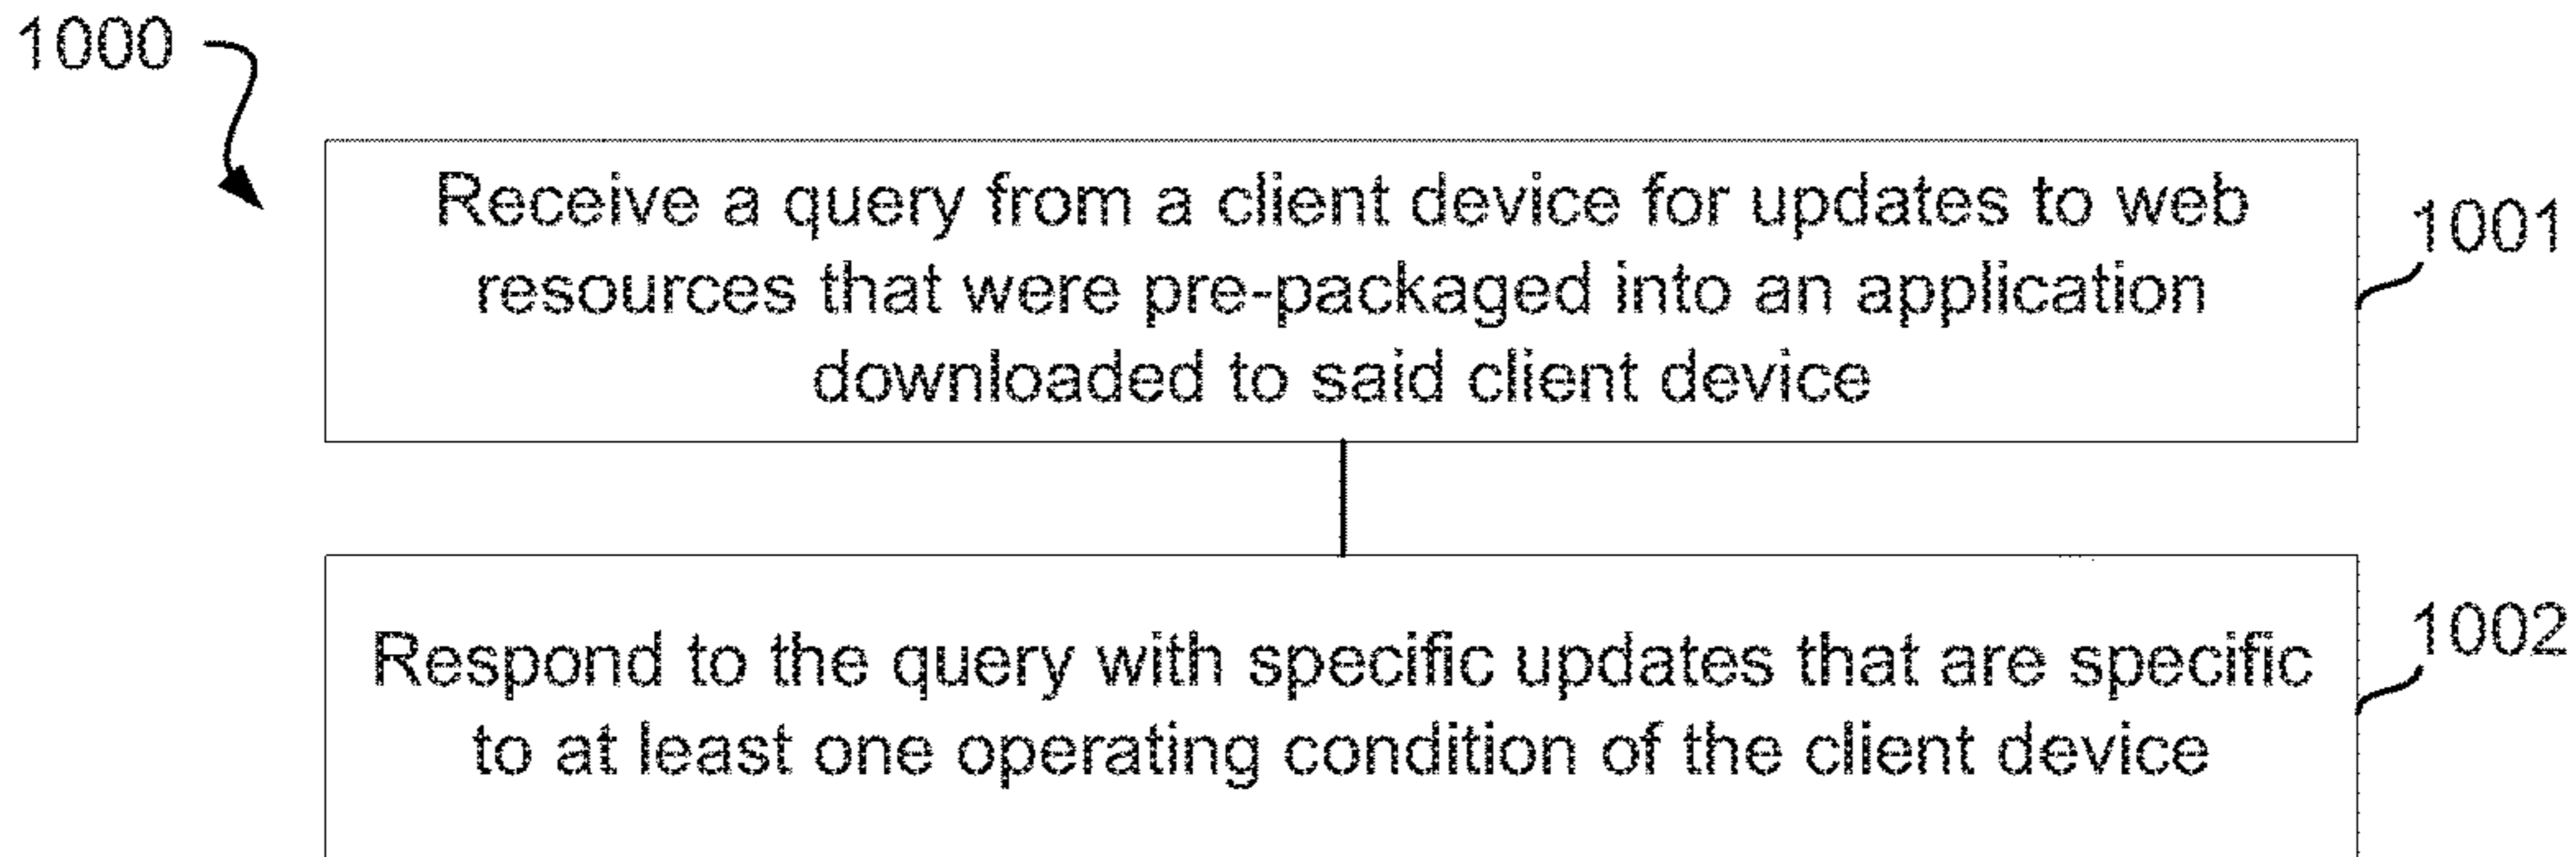 1000
Receive a query from a client device for updates to web
resources that were pre-packaged into an application
downloaded to said client device
1001
Respond to the query with specific updates that are specific
to at least one operating condition of the client device
1002